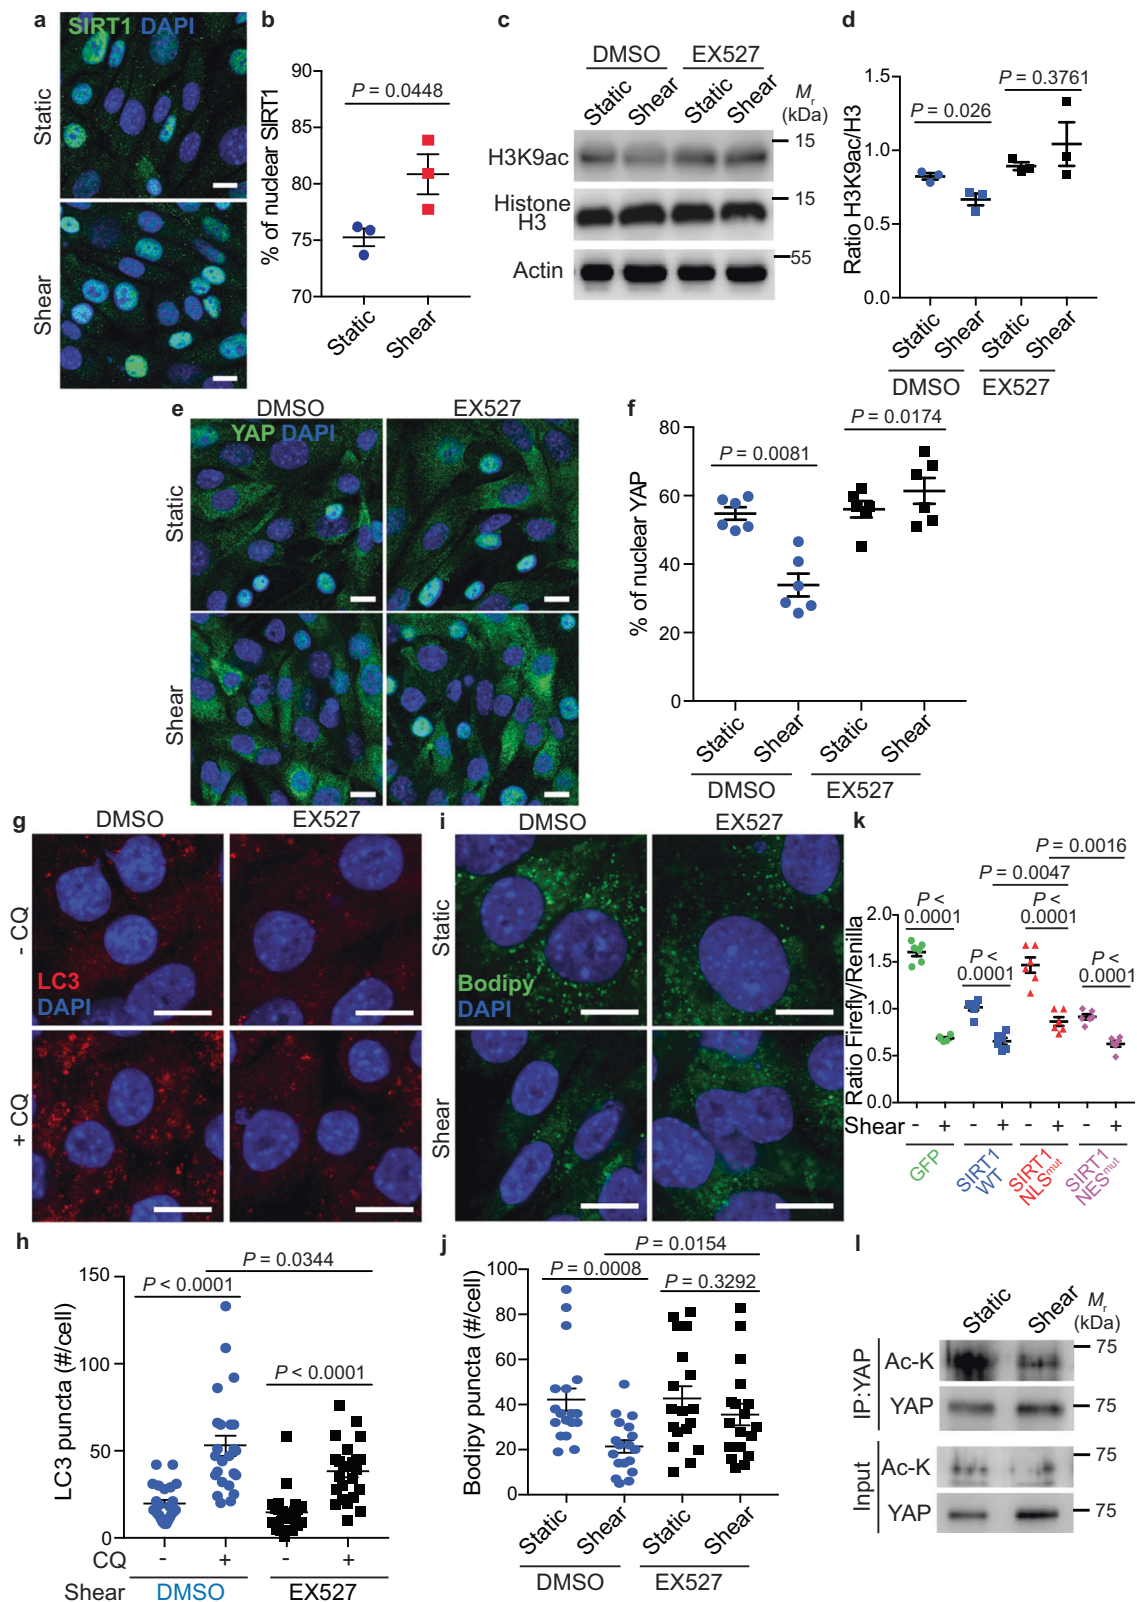 a
SIRT1 DAPI
Static
Shear
b
% of nuclear SIRT1
90
85
80
75
70
P = 0.0448
Static
Shear
c
DMSO
EX527
Static
Shear
Static
Shear
Mr
(kDa)
H3K9ac
15
Histone
H3
15
Actin
55
d
Ratio H3K9ac/H3
1.5
1.0
0.5
0.0
P = 0.3761
P = 0.026
Static
Shear
Static
Shear
DMSO
EX527
e
DMSO
EX527
YAP DAPI
Static
Shear
f
% of nuclear YAP
80
60
40
20
0
P = 0.0174
P = 0.0081
Static
Shear
Static
Shear
DMSO
EX527
g
DMSO
EX527
- CQ
LC3
DAPI
+ CQ
h
LC3 puncta (#/cell)
150
100
50
0
P = 0.0344
P < 0.0001
P < 0.0001
CQ
-
+
-
+
Shear
DMSO
EX527
i
DMSO
EX527
Static
Bodipy
DAPI
Shear
j
Bodipy puncta (#/cell)
100
80
60
40
20
0
P = 0.0154
P = 0.0008
P = 0.3292
Static
Shear
Static
Shear
DMSO
EX527
k
Ratio Firefly/Renilla
2.0
1.5
1.0
0.5
0.0
P = 0.0016
P = 0.0047
P <
0.0001
P <
0.0001
P <
0.0001
P <
0.0001
Shear
-
+
-
+
-
+
-
+
GFP
SIRT1
WT
SIRT1
NLSmut
SIRT1
NESmut
l
Static
Shear
Mr
(kDa)
IP:YAP
Ac-K
75
YAP
75
Input
Ac-K
75
YAP
75